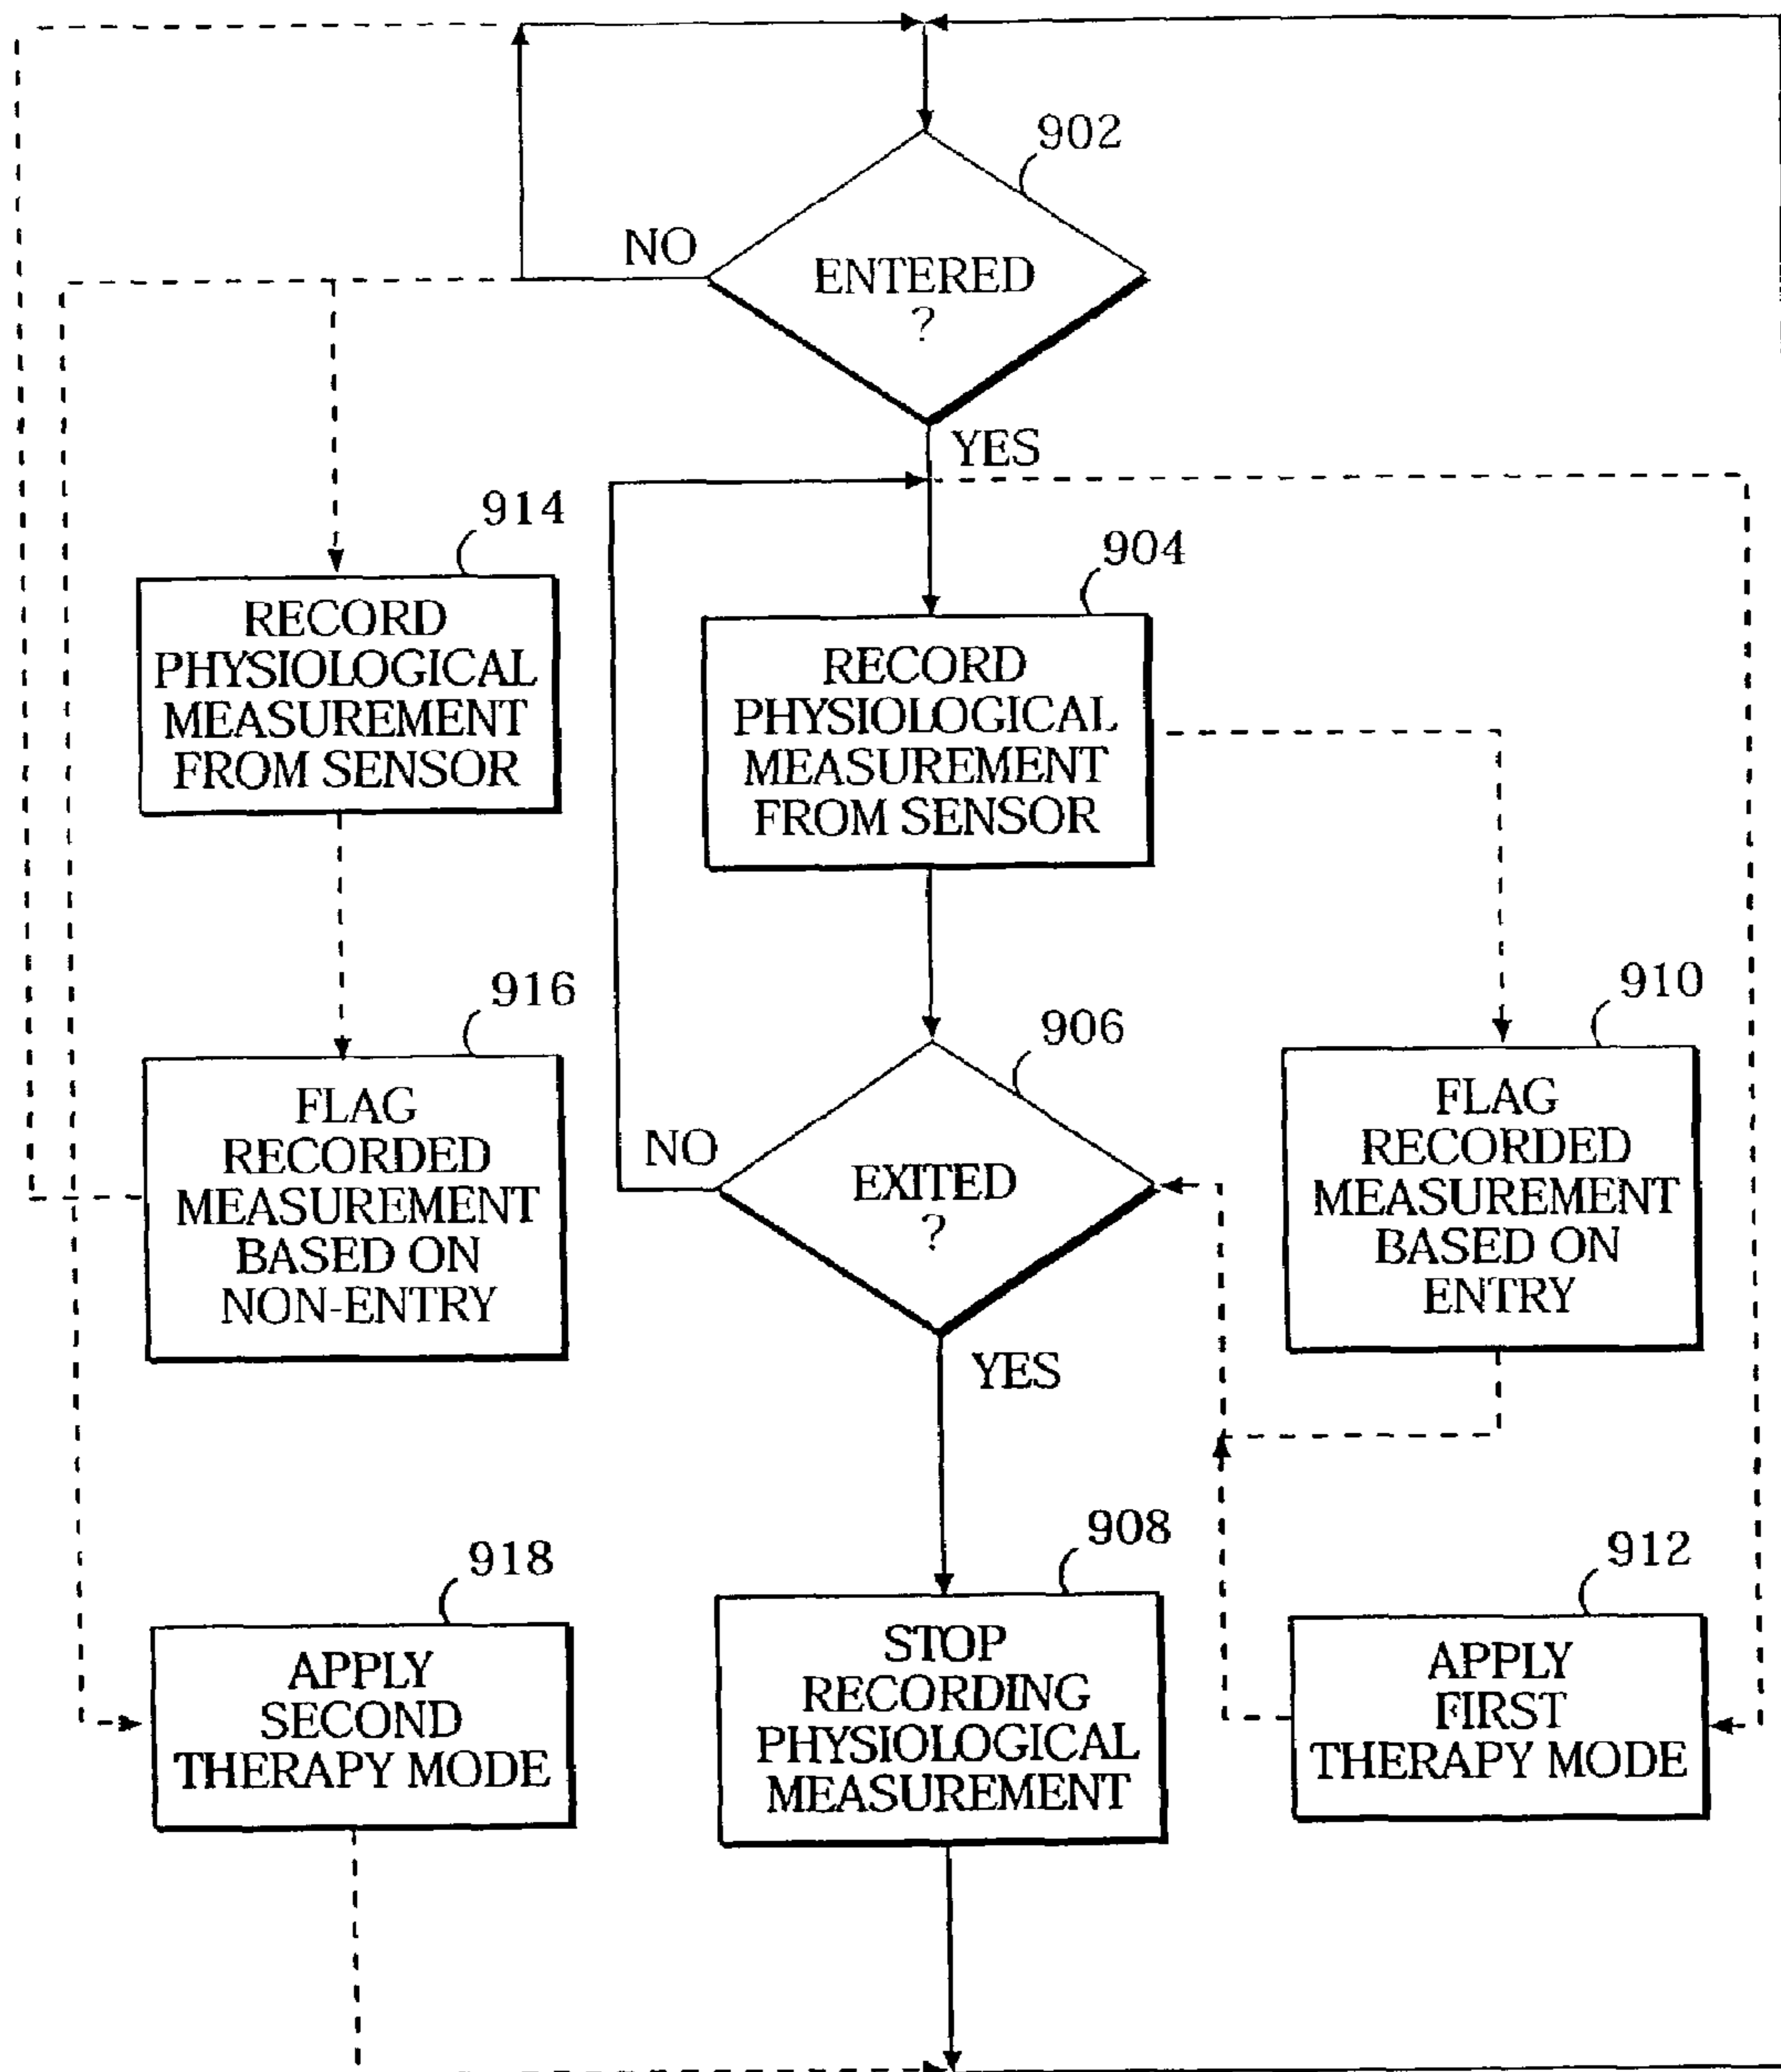 902
NO
ENTERED
?
YES
914
RECORD
PHYSIOLOGICAL
MEASUREMENT
FROM SENSOR
904
RECORD
PHYSIOLOGICAL
MEASUREMENT
FROM SENSOR
916
FLAG
RECORDED
MEASUREMENT
BASED ON
NON-ENTRY
906
NO
EXITED
?
YES
910
FLAG
RECORDED
MEASUREMENT
BASED ON
ENTRY
918
APPLY
SECOND
THERAPY MODE
908
STOP
RECORDING
PHYSIOLOGICAL
MEASUREMENT
912
APPLY
FIRST
THERAPY MODE